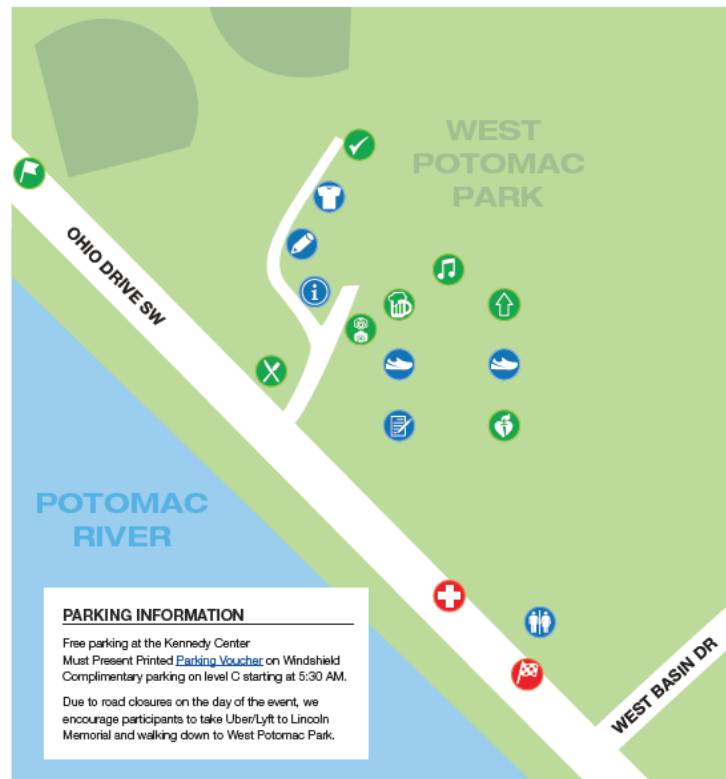 WEST
POTOMAC
PARK
OHIO DRIVE SW
POTOMAC
RIVER
WEST BASIN DR
PARKING INFORMATION
Free parking at the Kennedy Center
Must Present Printed Parking Voucher on Windshield
Complimentary parking on level C starting at 5:30 AM.
Due to road closures on the day of the event, we
encourage participants to take Uber/Lyft to Lincoln
Memorial and walking down to West Potomac Park.